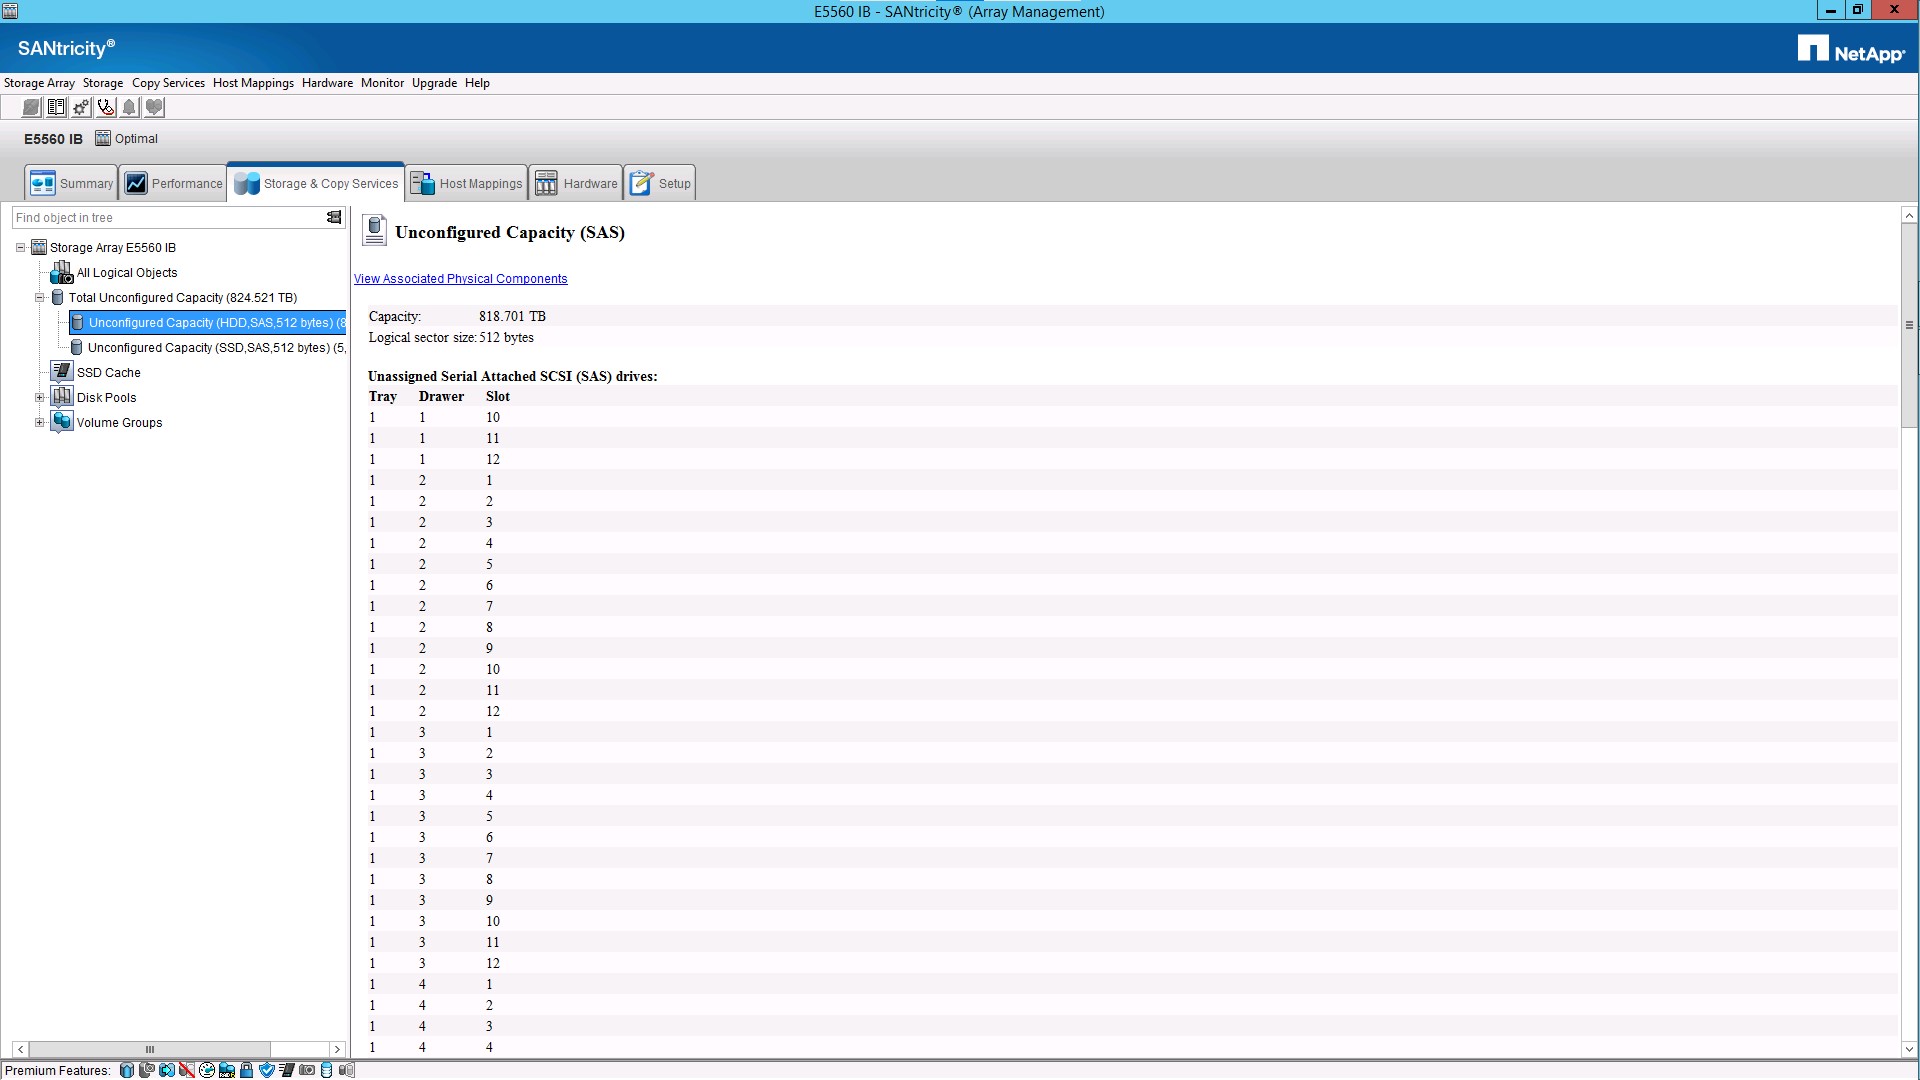 E5560 IB - SANtricity® (Array Management)
SANtricity®
NetApp®
Storage Array Storage Copy Services Host Mappings Hardware Monitor Upgrade Help
E5560 IB Optimal
Summary Performance Storage & Copy Services Host Mappings Hardware Setup
Find object in tree
Storage Array E5560 IB
All Logical Objects
Total Unconfigured Capacity (824.521 TB)
Unconfigured Capacity (HDD,SAS,512 bytes) (8
Unconfigured Capacity (SSD,SAS,512 bytes) (5,
SSD Cache
Disk Pools
Volume Groups
Unconfigured Capacity (SAS)
View Associated Physical Components
Capacity: 818.701 TB
Logical sector size: 512 bytes
Unassigned Serial Attached SCSI (SAS) drives:
Tray Drawer Slot
1 1 10
1 1 11
1 1 12
1 2 1
1 2 2
1 2 3
1 2 4
1 2 5
1 2 6
1 2 7
1 2 8
1 2 9
1 2 10
1 2 11
1 2 12
1 3 1
1 3 2
1 3 3
1 3 4
1 3 5
1 3 6
1 3 7
1 3 8
1 3 9
1 3 10
1 3 11
1 3 12
1 4 1
1 4 2
1 4 3
1 4 4
Premium Features: